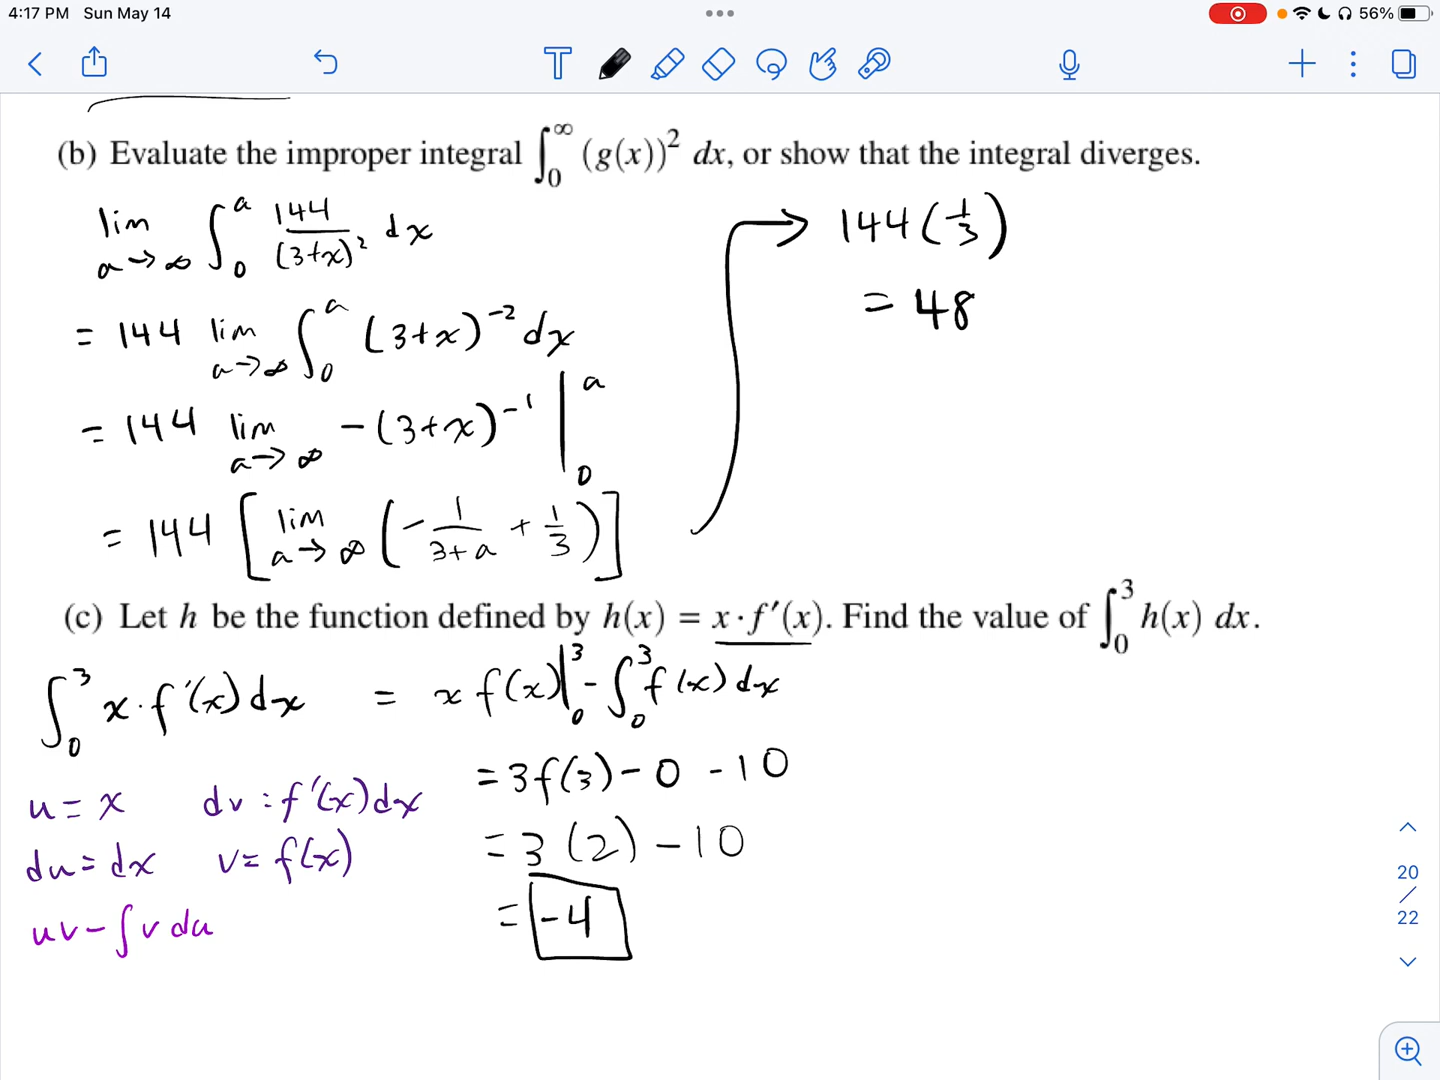 4:17 PM Sun May 14
56%
(b) Evaluate the improper integral ∫₀^∞ (g(x))² dx, or show that the integral diverges.
lim a→∞ ∫₀^a 144/(3+x)² dx
= 144 lim a→∞ ∫₀^a (3+x)⁻² dx
= 144 lim a→∞ -(3+x)⁻¹ |₀^a
= 144 [lim a→∞ (-1/(3+a) + 1/3)]
→ 144(1/3)
= 48
(c) Let h be the function defined by h(x) = x · f′(x). Find the value of ∫₀³ h(x) dx.
∫₀³ x·f′(x)dx = x f(x)|₀³ - ∫₀³ f(x)dx
= 3f(3) - 0 - 10
= 3(2) - 10
= -4
u = x dv = f′(x)dx
du = dx v = f(x)
uv - ∫v du
20
/
22